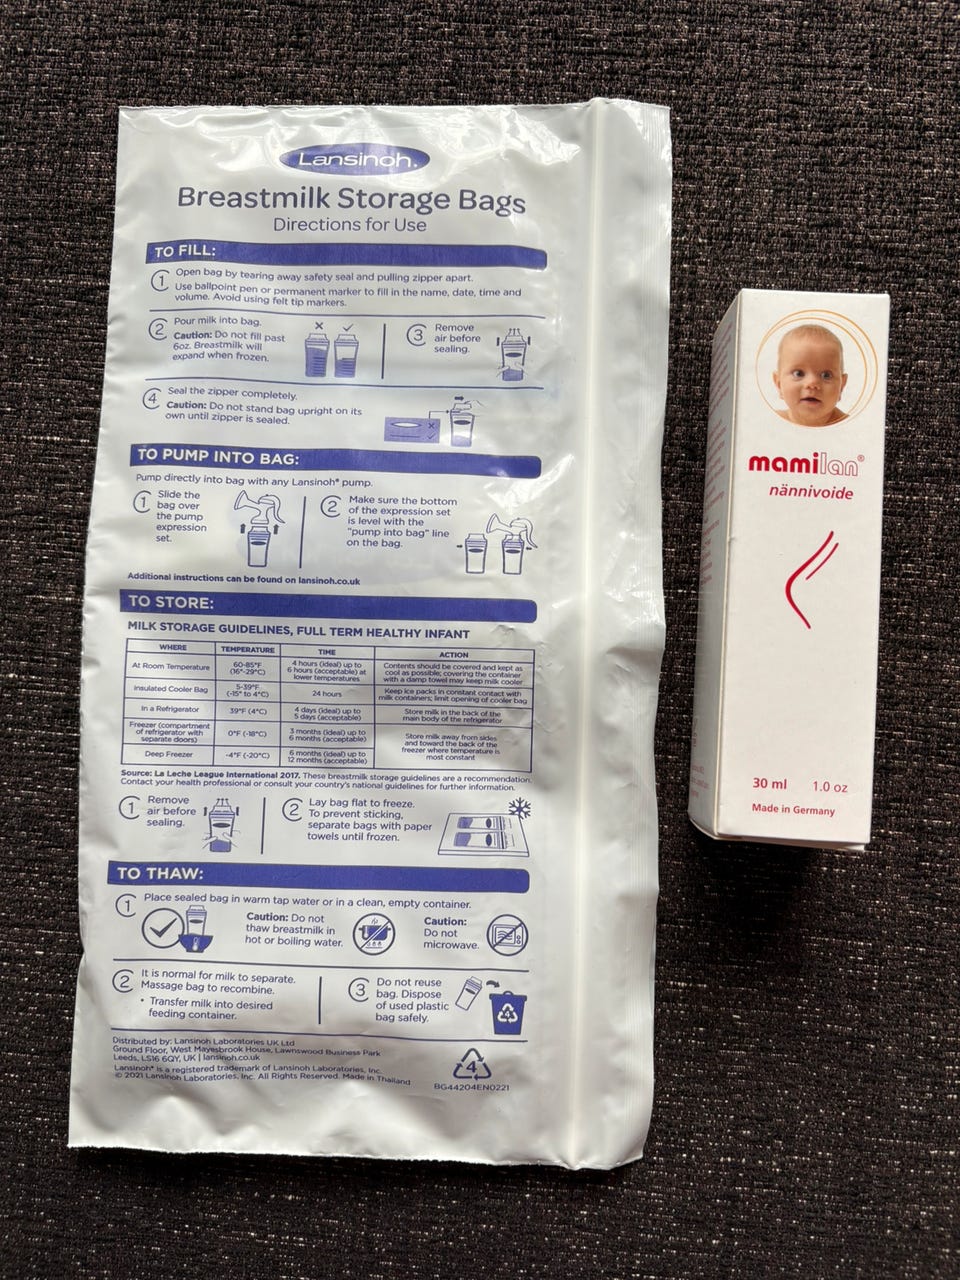 Lansinoh®
Breastmilk Storage Bags
Directions for Use
TO FILL:
1 Open bag by tearing away safety seal and pulling zipper apart.
Use ballpoint pen or permanent marker to fill in the name, date, time and
volume. Avoid using felt tip markers.
2 Pour milk into bag.
Caution: Do not fill past
6oz. Breastmilk will
expand when frozen.
3 Remove
air before
sealing.
4 Seal the zipper completely.
Caution: Do not stand bag upright on its
own until zipper is sealed.
TO PUMP INTO BAG:
Pump directly into bag with any Lansinoh® pump.
1 Slide the
bag over
the pump
expression
set.
2 Make sure the bottom
of the expression set
is level with the
"pump into bag" line
on the bag.
Additional instructions can be found on lansinoh.co.uk
TO STORE:
MILK STORAGE GUIDELINES, FULL TERM HEALTHY INFANT
WHERE TEMPERATURE TIME ACTION
At Room Temperature 60-85°F (16°-29°C) 4 hours (ideal) up to 6 hours (acceptable) at lower temperatures Contents should be covered and kept as cool as possible; covering the container with a damp towel may keep milk cooler
Insulated Cooler Bag 5-39°F (-15° to 4°C) 24 hours Keep ice packs in constant contact with milk containers; limit opening of cooler bag
In a Refrigerator 39°F (4°C) 4 days (ideal) up to 5 days (acceptable) Store milk in the back of the main body of the refrigerator
Freezer (compartment of refrigerator with separate doors) 0°F (-18°C) 3 months (ideal) up to 6 months (acceptable) Store milk away from sides and toward the back of the freezer where temperature is most constant
Deep Freezer -4°F (-20°C) 6 months (ideal) up to 12 months (acceptable)
Source: La Leche League International 2017. These breastmilk storage guidelines are a recommendation.
Contact your health professional or consult your country's national guidelines for further information.
1 Remove
air before
sealing.
2 Lay bag flat to freeze.
To prevent sticking,
separate bags with paper
towels until frozen.
TO THAW:
1 Place sealed bag in warm tap water or in a clean, empty container.
Caution: Do not
thaw breastmilk in
hot or boiling water.
Caution:
Do not
microwave.
2 It is normal for milk to separate.
Massage bag to recombine.
• Transfer milk into desired
feeding container.
3 Do not reuse
bag. Dispose
of used plastic
bag safely.
4
Distributed by: Lansinoh Laboratories UK Ltd
Ground Floor, West Mayesbrook House, Lawnswood Business Park
Leeds, LS16 6QY, UK | lansinoh.co.uk
Lansinoh® is a registered trademark of Lansinoh Laboratories, Inc.
© 2021 Lansinoh Laboratories, Inc. All Rights Reserved. Made in Thailand
4
BG44204EN0221
mamilan®
nännivoide
30 ml 1.0 oz
Made in Germany